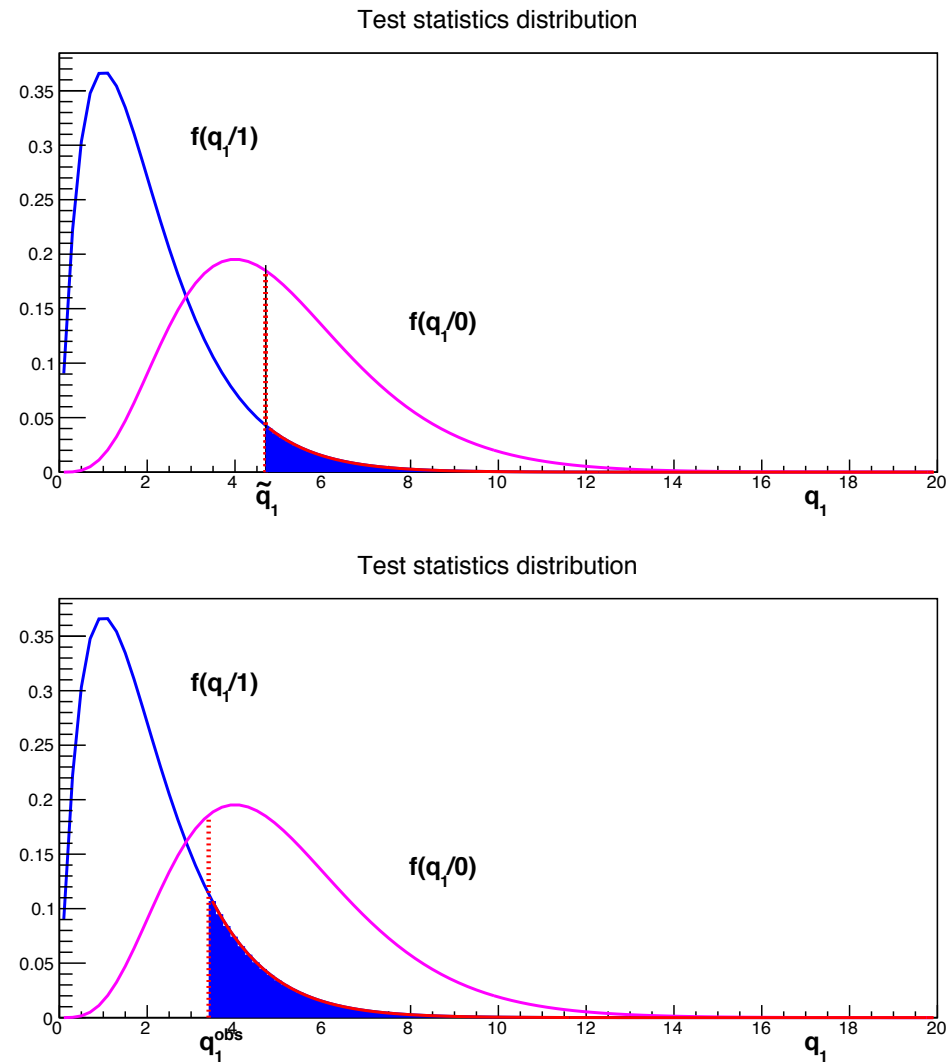 Test statistics distribution
0.35
f(q₁/1)
0.3
0.25
0.2
0.15
f(q₁/0)
0.1
0.05
0
0 2 4 6 8 10 12 14 16 18 20
q̃₁ q₁
Test statistics distribution
0.35
f(q₁/1)
0.3
0.25
0.2
0.15
f(q₁/0)
0.1
0.05
0
0 2 4 6 8 10 12 14 16 18 20
q₁ᵒᵇˢ q₁